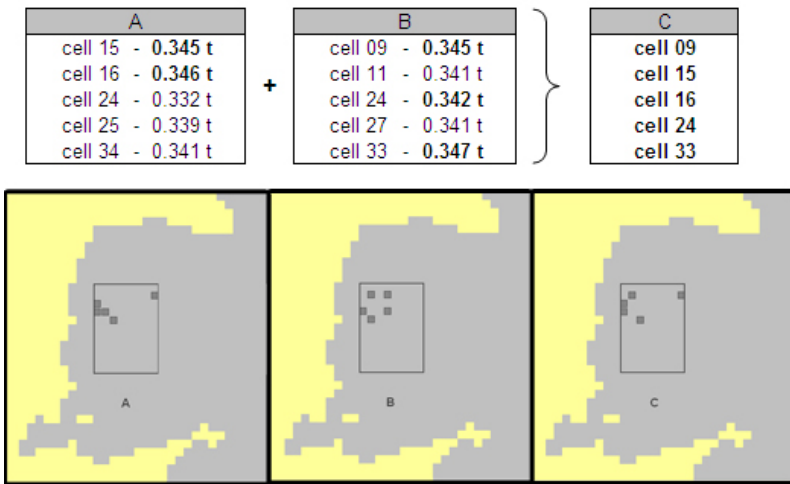 A
cell 15 - 0.345 t
cell 16 - 0.346 t
cell 24 - 0.332 t
cell 25 - 0.339 t
cell 34 - 0.341 t
+
B
cell 09 - 0.345 t
cell 11 - 0.341 t
cell 24 - 0.342 t
cell 27 - 0.341 t
cell 33 - 0.347 t
C
cell 09
cell 15
cell 16
cell 24
cell 33
A
B
C